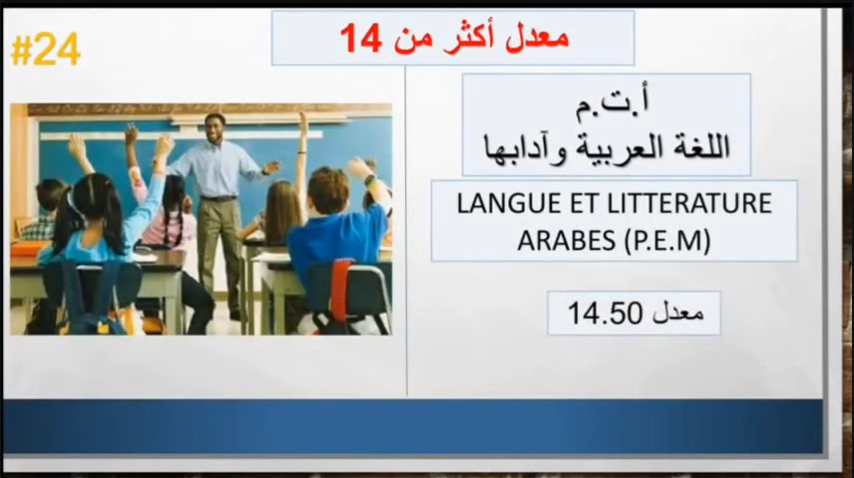 #24
معدل أكثر من 14
أ.ت.م
اللغة العربية وآدابها
LANGUE ET LITTERATURE
ARABES (P.E.M)
معدل 14.50